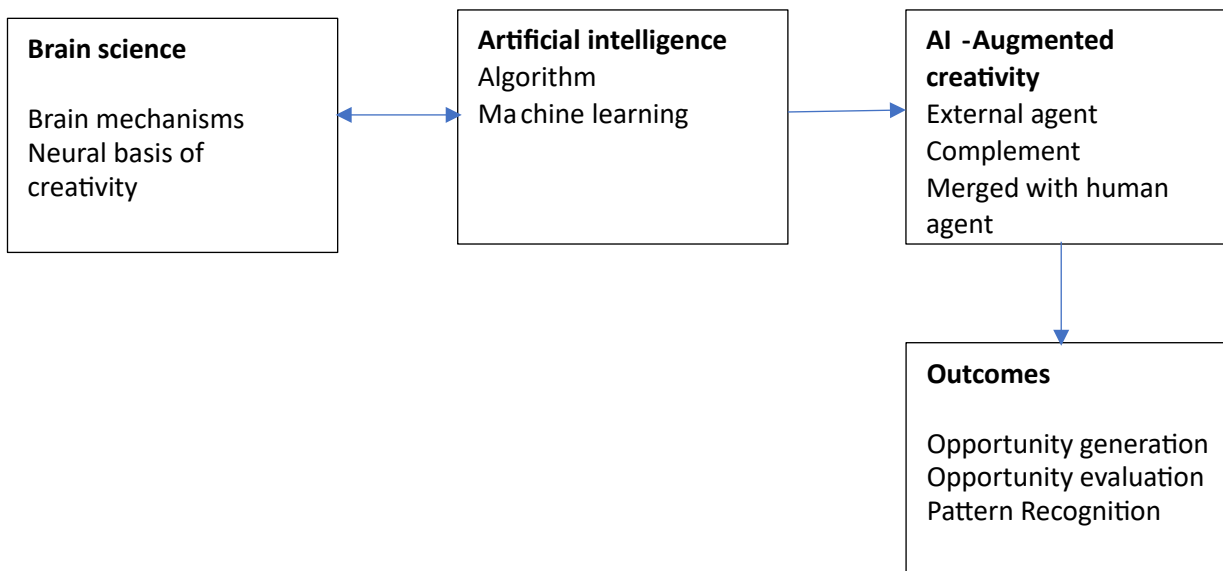 Brain science
Brain mechanisms
Neural basis of
creativity
Artificial intelligence
Algorithm
Machine learning
AI -Augmented
creativity
External agent
Complement
Merged with human
agent
Outcomes
Opportunity generation
Opportunity evaluation
Pattern Recognition